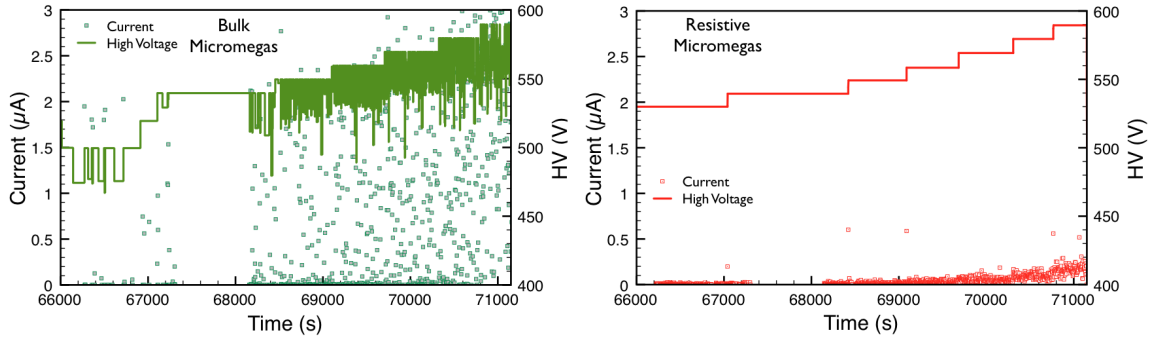 3
2.5
2
1.5
1
0.5
0
Current (µA)
Current
High Voltage
Bulk
Micromegas
600
550
500
450
400
HV (V)
66000 67000 68000 69000 70000 71000
Time (s)
3
2.5
2
1.5
1
0.5
0
Current (µA)
Resistive
Micromegas
Current
High Voltage
600
550
500
450
400
HV (V)
66000 67000 68000 69000 70000 71000
Time (s)